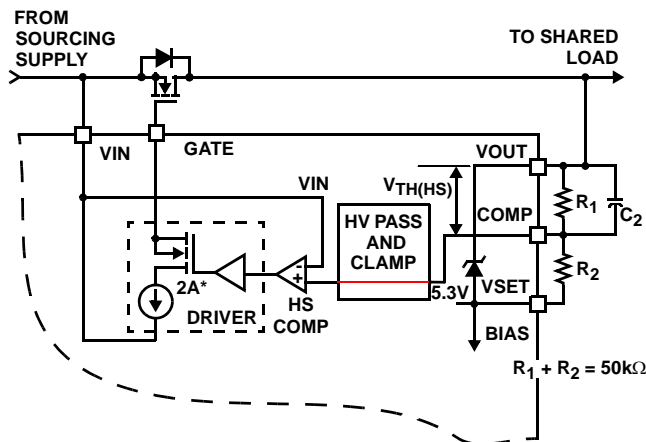 FROM
SOURCING
SUPPLY
TO SHARED
LOAD
VIN
GATE
VOUT
VIN
VTH(HS)
COMP
R1
C2
HV PASS
AND
CLAMP
R2
2A*
DRIVER
HS
COMP
5.3V
VSET
BIAS
R1 + R2 = 50kΩ